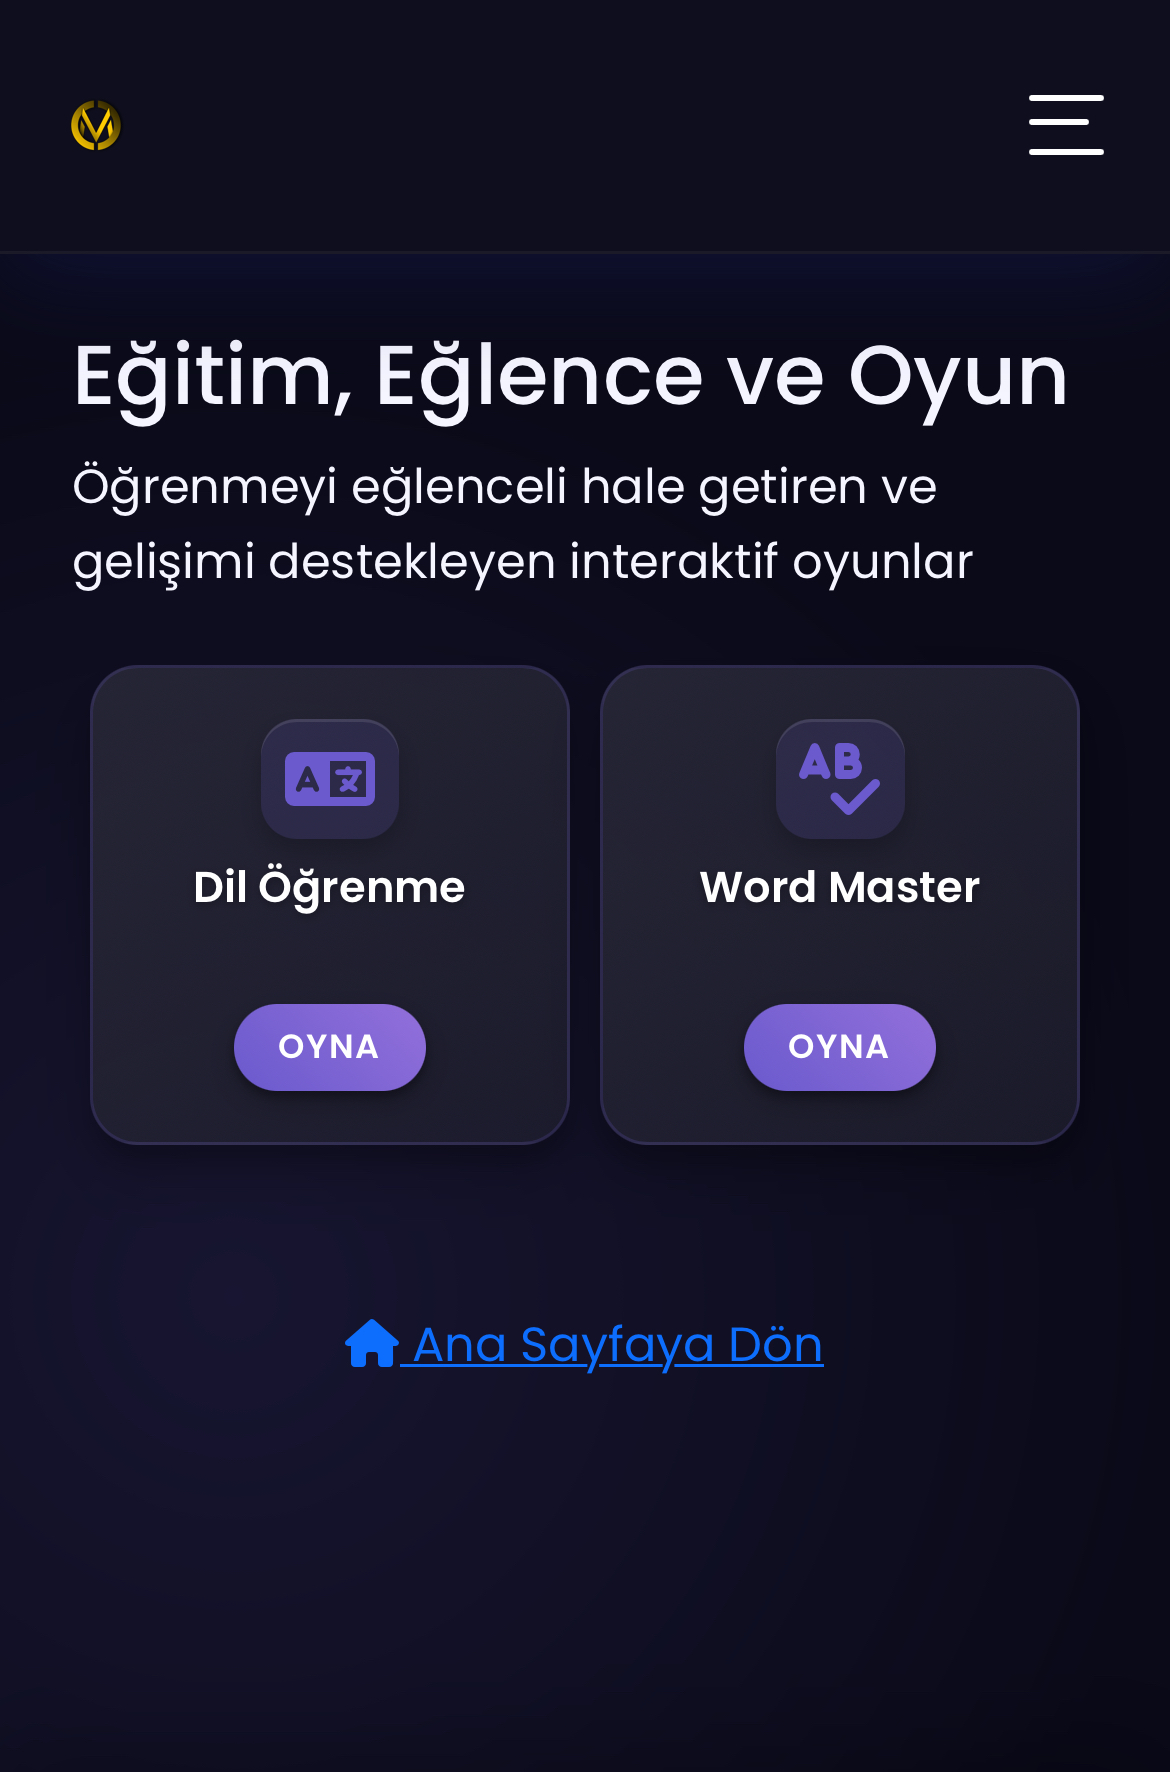 Eğitim, Eğlence ve Oyun
Öğrenmeyi eğlenceli hale getiren ve
gelişimi destekleyen interaktif oyunlar
A 文
Dil Öğrenme
OYNA
AB
Word Master
OYNA
Ana Sayfaya Dön